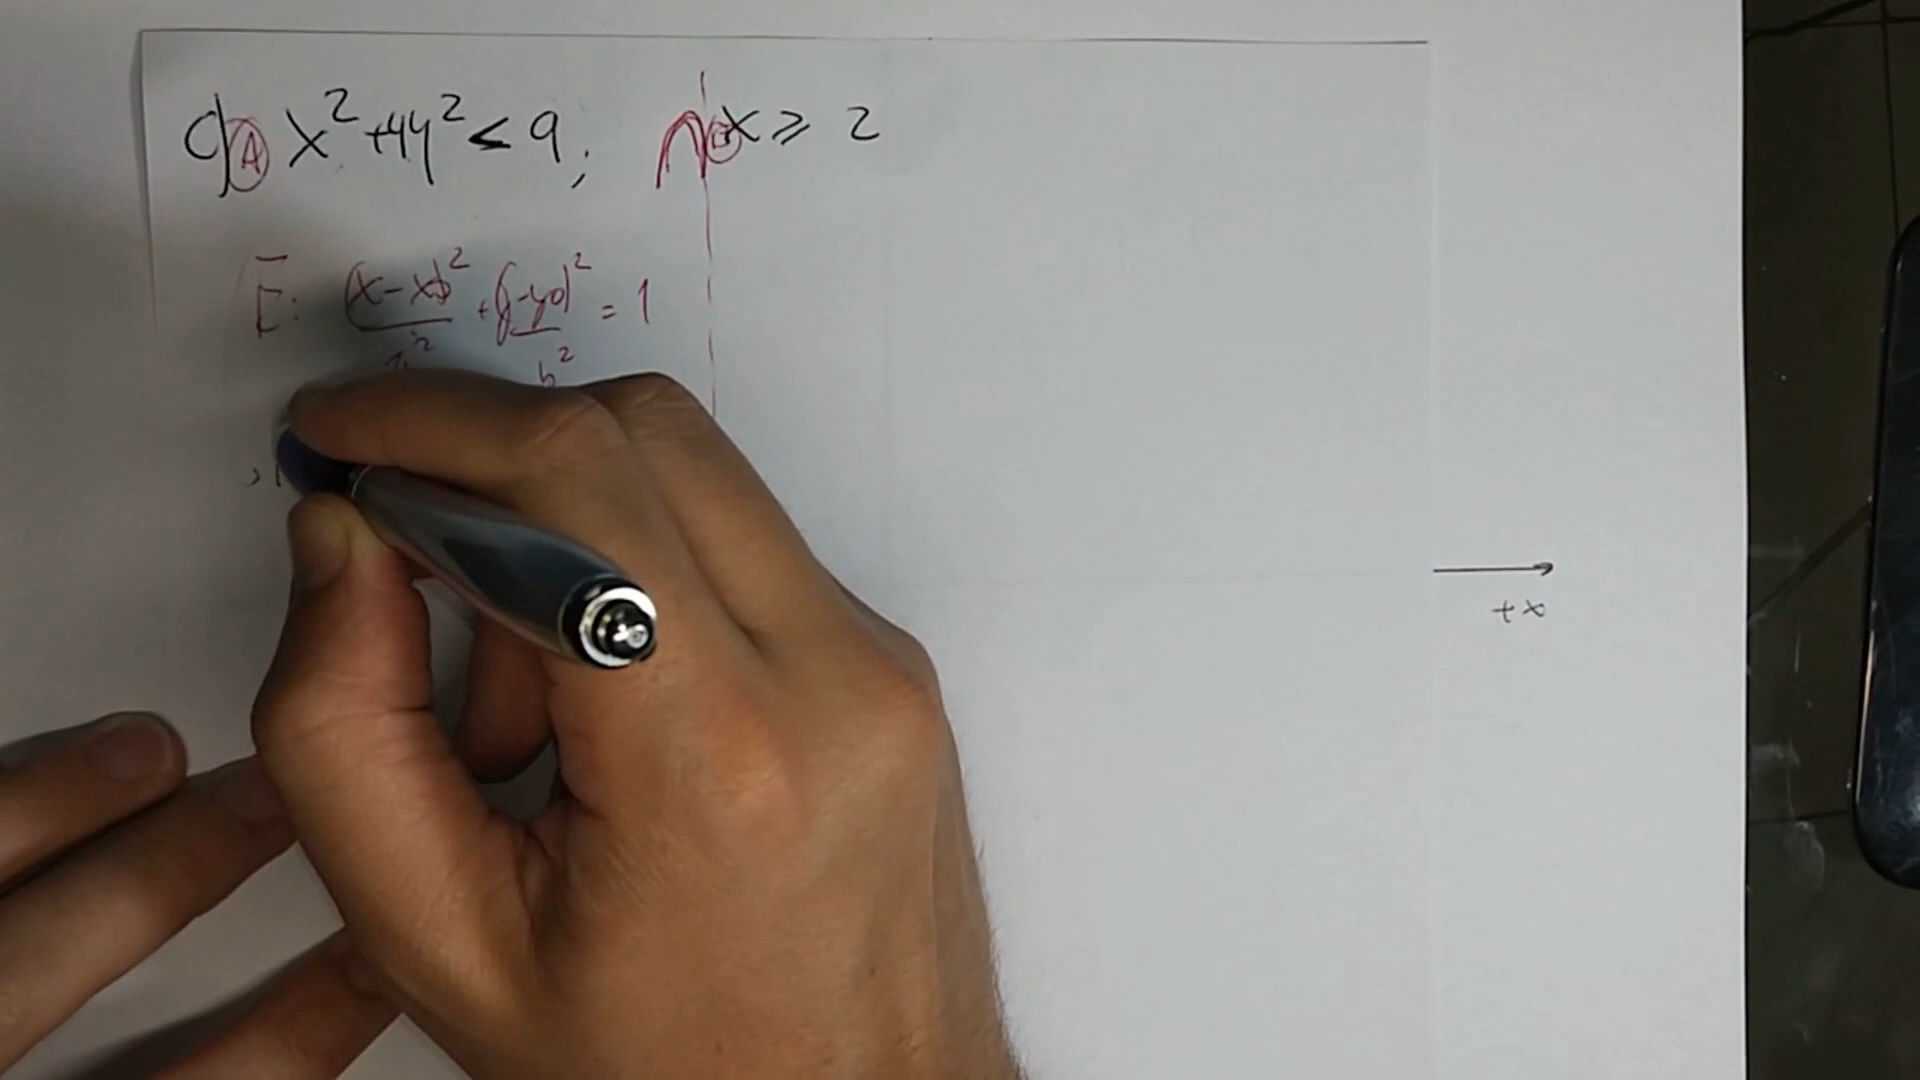 c) Ⓐ x² + 4y² < 9; ∩ Ⓑ x ⩾ 2
E: (x-x₀)²/a² + (y-y₀)²/b² = 1
+x